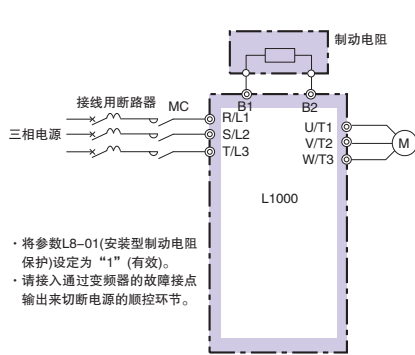 制动电阻
接线用断路器
MC
B1
B2
三相电源
R/L1
S/L2
T/L3
U/T1
V/T2
W/T3
M
L1000
・将参数L8-01(安装型制动电阻
保护)设定为“1”(有效)。
・请接入通过变频器的故障接点
输出来切断电源的顺控环节。